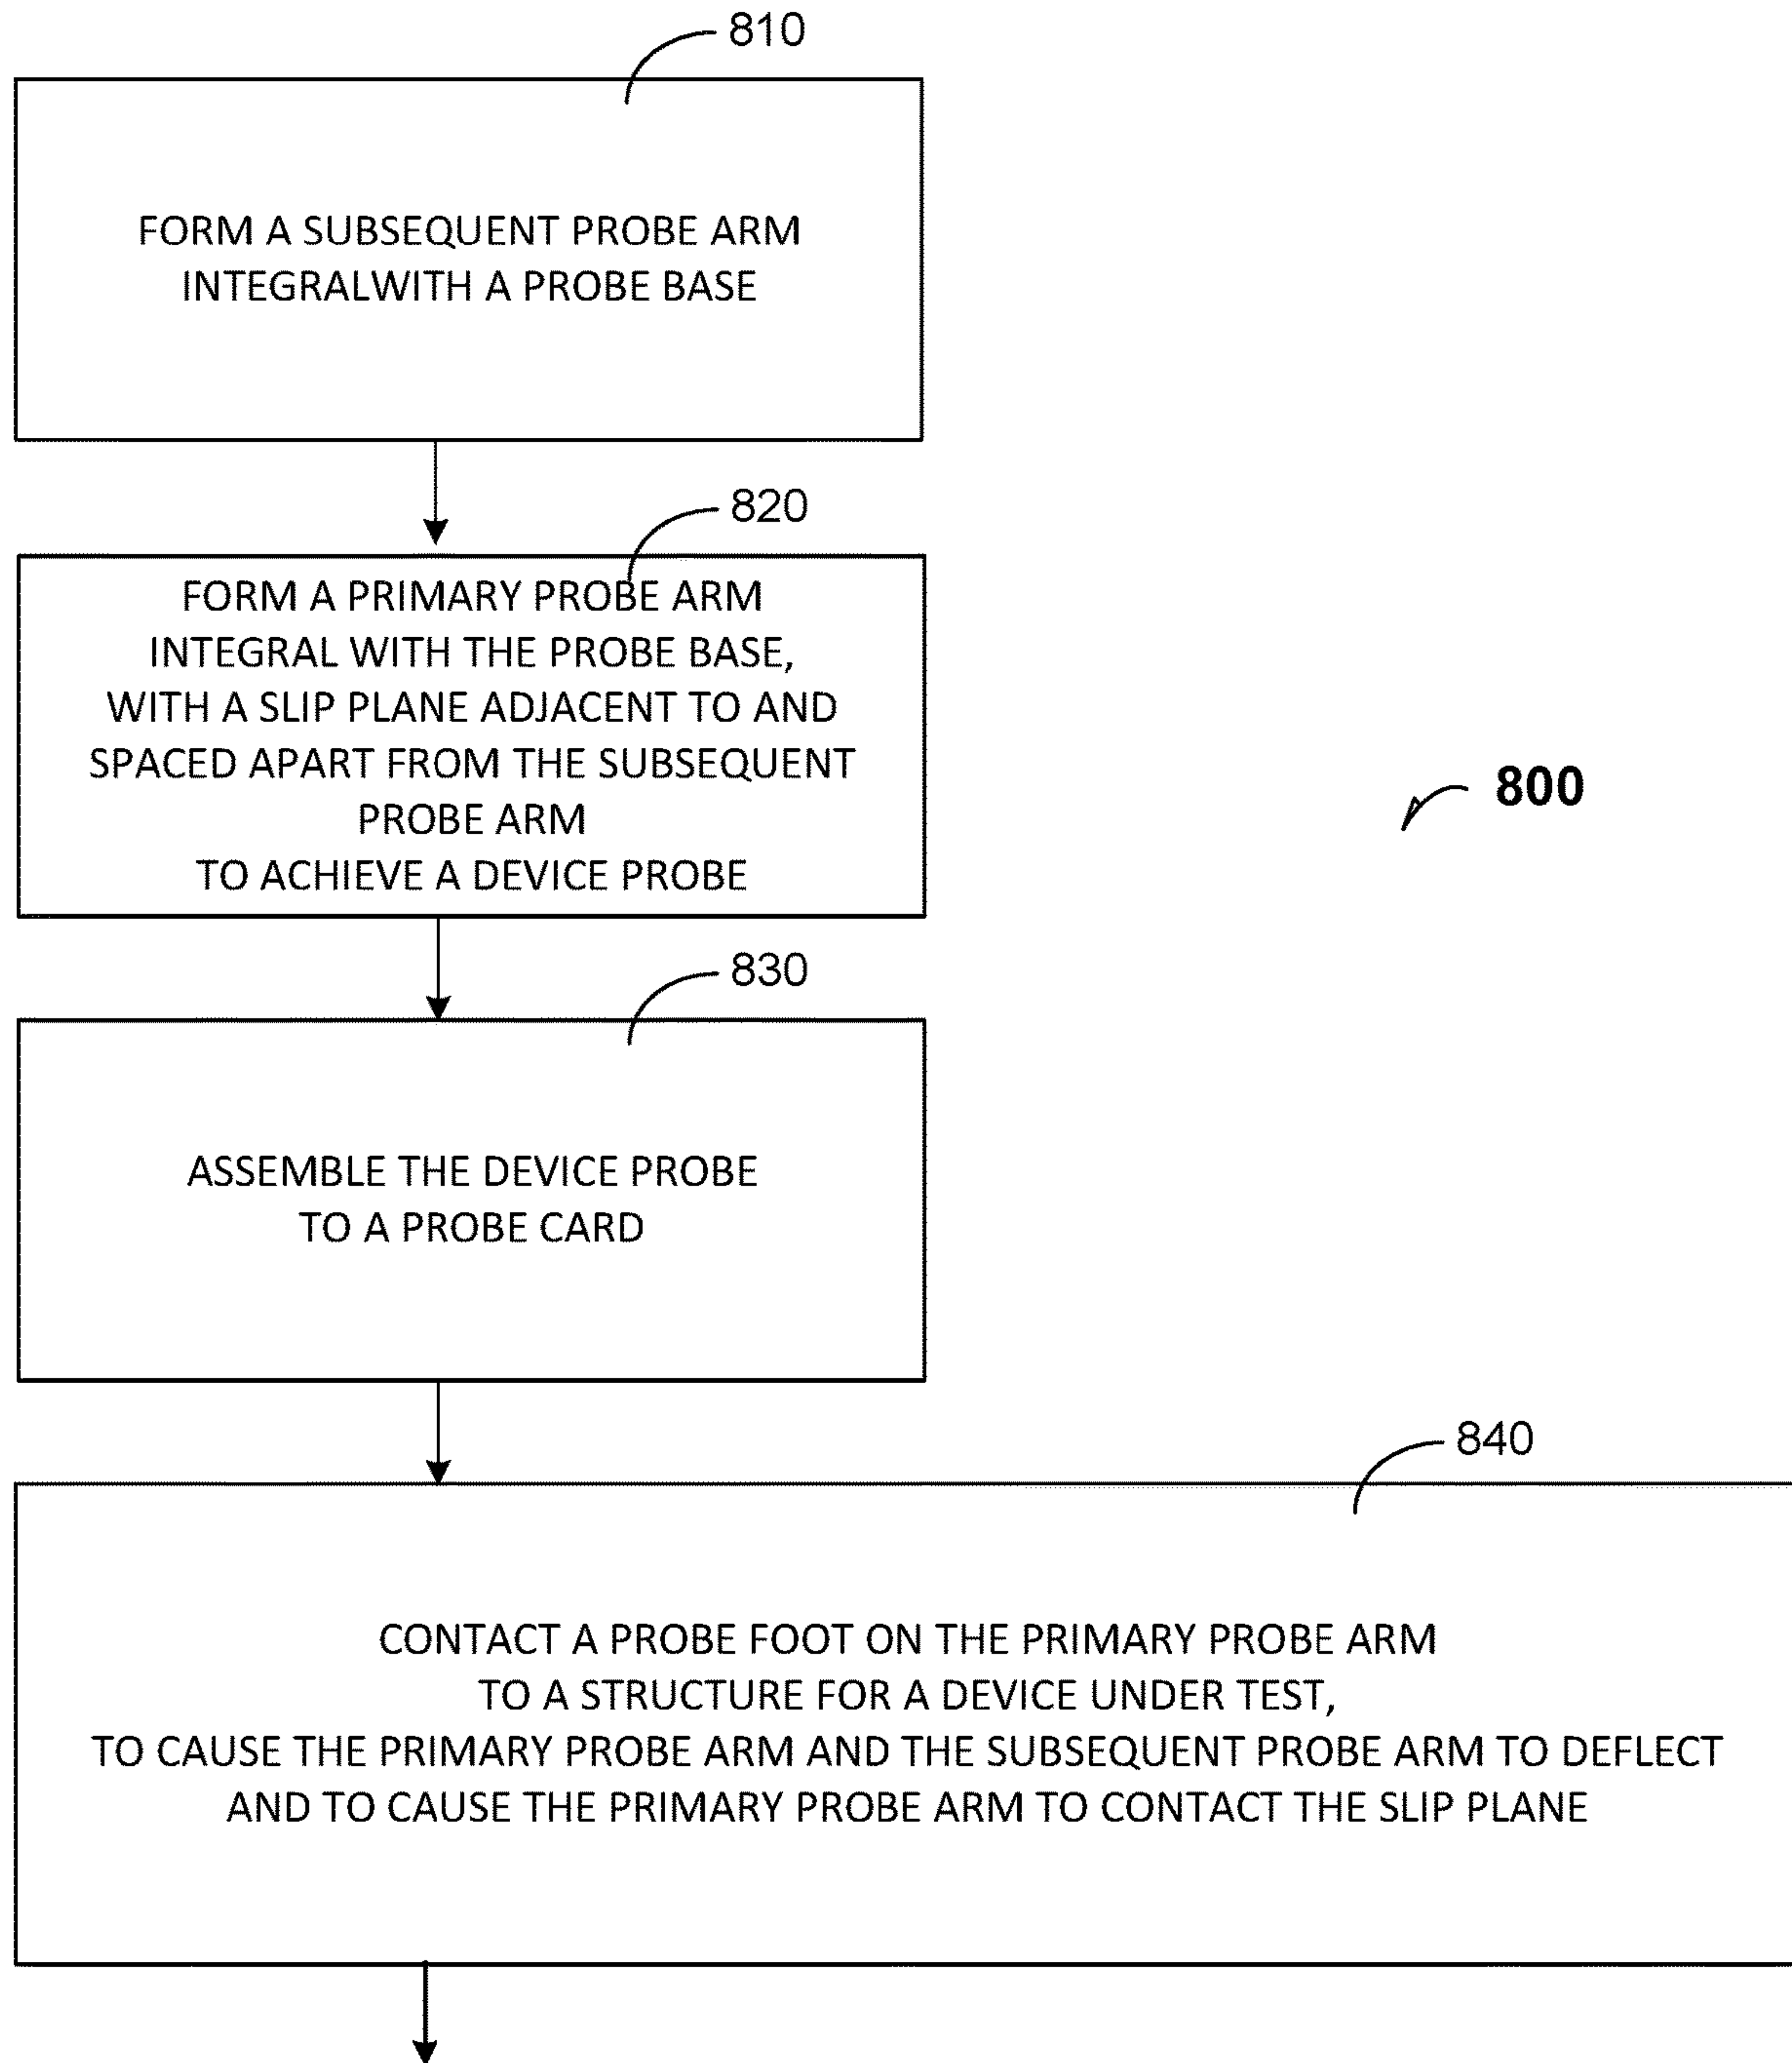 810
FORM A SUBSEQUENT PROBE ARM
INTEGRALWITH A PROBE BASE
820
FORM A PRIMARY PROBE ARM
INTEGRAL WITH THE PROBE BASE,
WITH A SLIP PLANE ADJACENT TO AND
SPACED APART FROM THE SUBSEQUENT
PROBE ARM
TO ACHIEVE A DEVICE PROBE
800
830
ASSEMBLE THE DEVICE PROBE
TO A PROBE CARD
840
CONTACT A PROBE FOOT ON THE PRIMARY PROBE ARM
TO A STRUCTURE FOR A DEVICE UNDER TEST,
TO CAUSE THE PRIMARY PROBE ARM AND THE SUBSEQUENT PROBE ARM TO DEFLECT
AND TO CAUSE THE PRIMARY PROBE ARM TO CONTACT THE SLIP PLANE